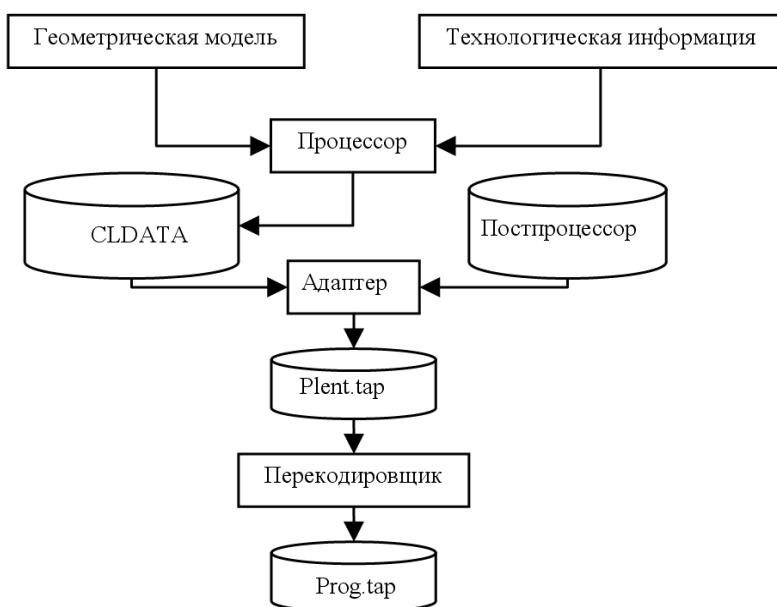 Геометрическая модель
Технологическая информация
Процессор
CLDATA
Постпроцессор
Адаптер
Plent.tap
Перекодировщик
Prog.tap